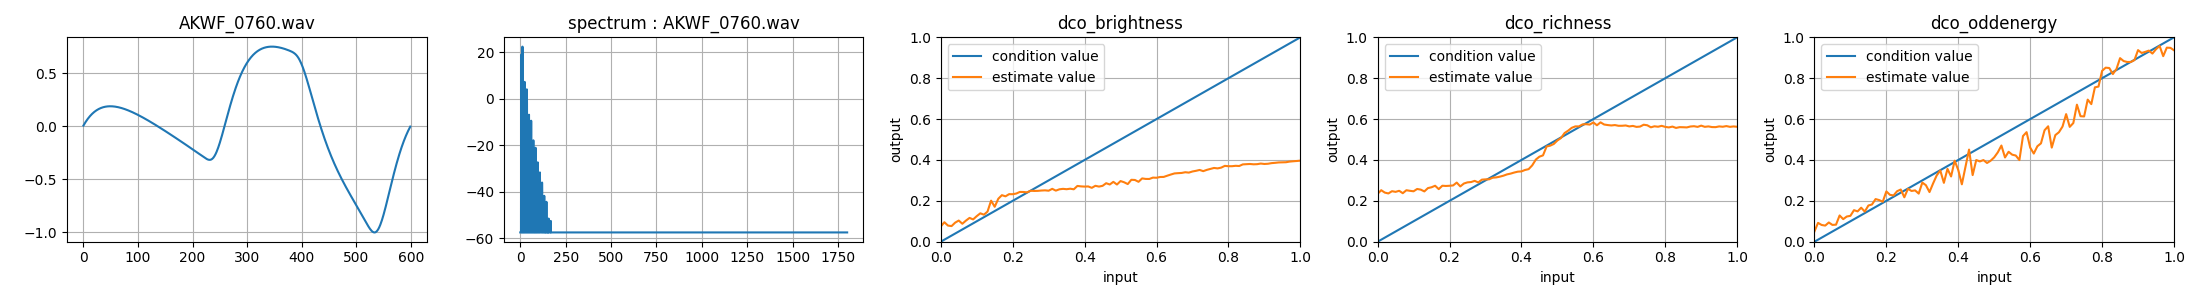 AKWF_0760.wav
0.5
0.0
−0.5
−1.0
0 100 200 300 400 500 600
spectrum : AKWF_0760.wav
20
0
−20
−40
−60
0 250 500 750 1000 1250 1500 1750
dco_brightness
condition value
estimate value
output
1.0
0.8
0.6
0.4
0.2
0.0
0.0 0.2 0.4 0.6 0.8 1.0
input
dco_richness
condition value
estimate value
output
1.0
0.8
0.6
0.4
0.2
0.0
0.0 0.2 0.4 0.6 0.8 1.0
input
dco_oddenergy
condition value
estimate value
output
1.0
0.8
0.6
0.4
0.2
0.0
0.0 0.2 0.4 0.6 0.8 1.0
input